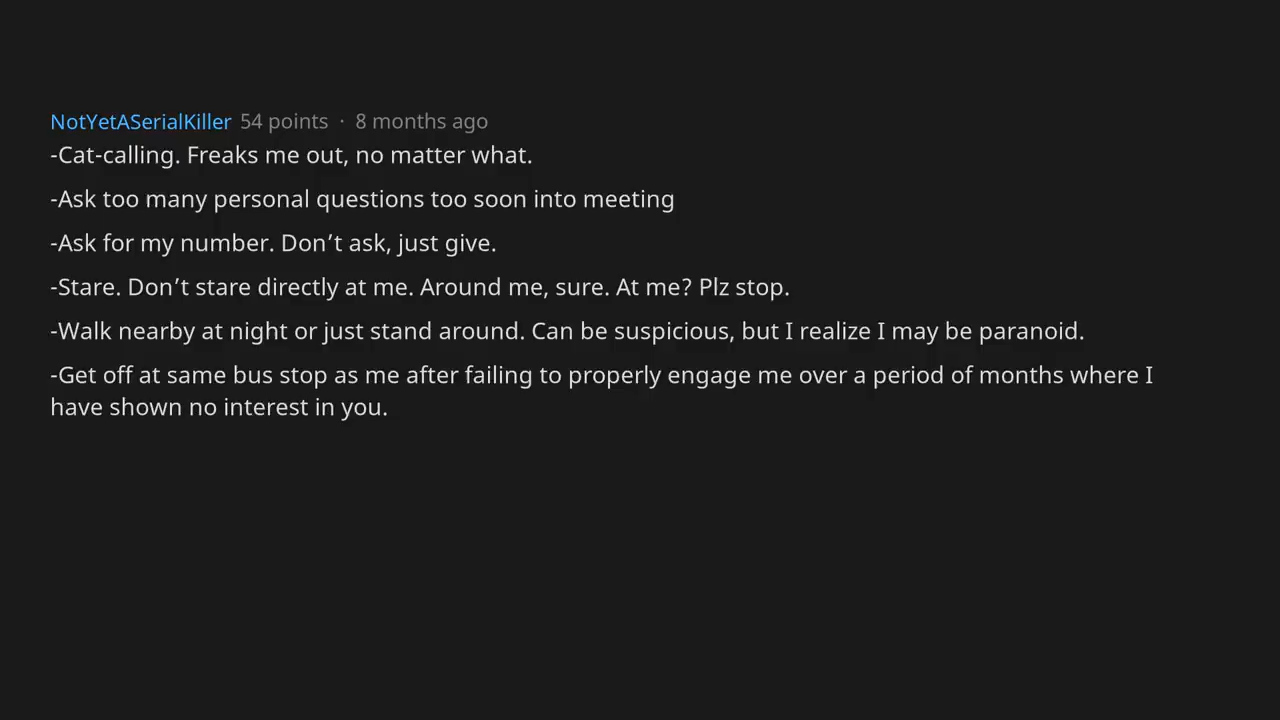 NotYetASerialKiller 54 points · 8 months ago
-Cat-calling. Freaks me out, no matter what.
-Ask too many personal questions too soon into meeting
-Ask for my number. Don’t ask, just give.
-Stare. Don’t stare directly at me. Around me, sure. At me? Plz stop.
-Walk nearby at night or just stand around. Can be suspicious, but I realize I may be paranoid.
-Get off at same bus stop as me after failing to properly engage me over a period of months where I
have shown no interest in you.